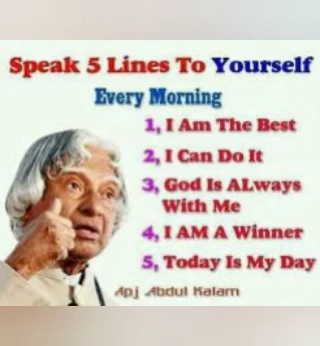 Speak 5 Lines To Yourself
Every Morning
1, I Am The Best
2, I Can Do It
3, God Is ALways
With Me
4, I AM A Winner
5, Today Is My Day
Apj Abdul Kalam